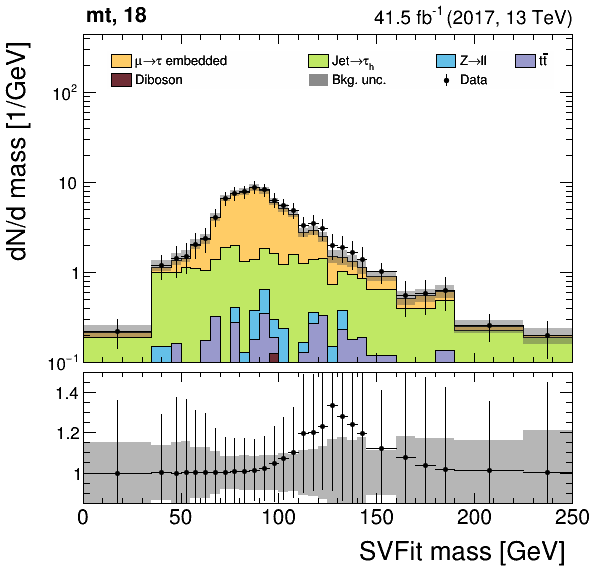 mt, 18 41.5 fb⁻¹ (2017, 13 TeV)
dN/d mass [1/GeV]
μ→τ embedded Jet→τₕ Z→ll tt̄
Diboson Bkg. unc. Data
10²
10
1
10⁻¹
1.4
1.2
1
0 50 100 150 200 250
SVFit mass [GeV]